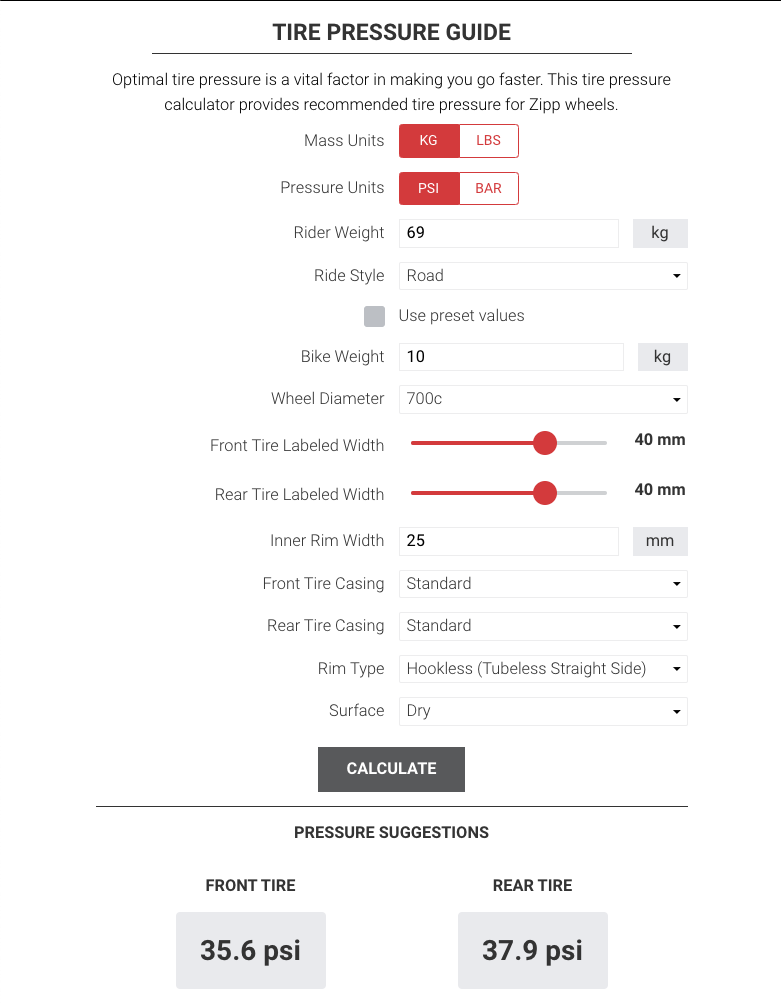 TIRE PRESSURE GUIDE
Optimal tire pressure is a vital factor in making you go faster. This tire pressure
calculator provides recommended tire pressure for Zipp wheels.
Mass Units KG LBS
Pressure Units PSI BAR
Rider Weight 69 kg
Ride Style Road
Use preset values
Bike Weight 10 kg
Wheel Diameter 700c
Front Tire Labeled Width 40 mm
Rear Tire Labeled Width 40 mm
Inner Rim Width 25 mm
Front Tire Casing Standard
Rear Tire Casing Standard
Rim Type Hookless (Tubeless Straight Side)
Surface Dry
CALCULATE
PRESSURE SUGGESTIONS
FRONT TIRE REAR TIRE
35.6 psi 37.9 psi